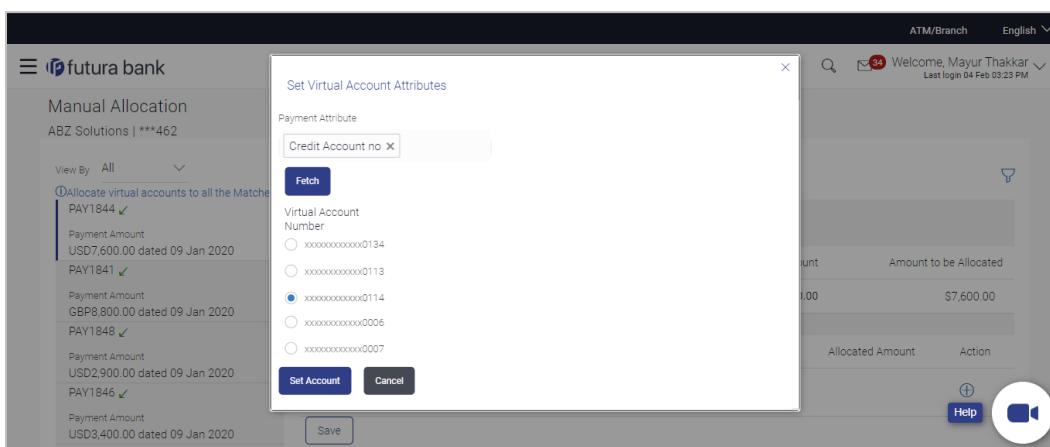 ATM/Branch English
futura bank
34 Welcome, Mayur Thakkar
Last login 04 Feb 03:23 PM
Manual Allocation
ABZ Solutions | ***462
View By All
Allocate virtual accounts to all the Matche
PAY1844
Payment Amount
USD7,600.00 dated 09 Jan 2020
PAY1841
Payment Amount
GBP8,800.00 dated 09 Jan 2020
PAY1848
Payment Amount
USD2,900.00 dated 09 Jan 2020
PAY1846
Payment Amount
USD3,400.00 dated 09 Jan 2020
Set Virtual Account Attributes
Payment Attribute
Credit Account no
Fetch
Virtual Account
Number
xxxxxxxxxxxx0134
xxxxxxxxxxxx0113
xxxxxxxxxxxx0114
xxxxxxxxxxxx0006
xxxxxxxxxxxx0007
Set Account Cancel
Amount to be Allocated
$7,600.00
Allocated Amount Action
Help
Save